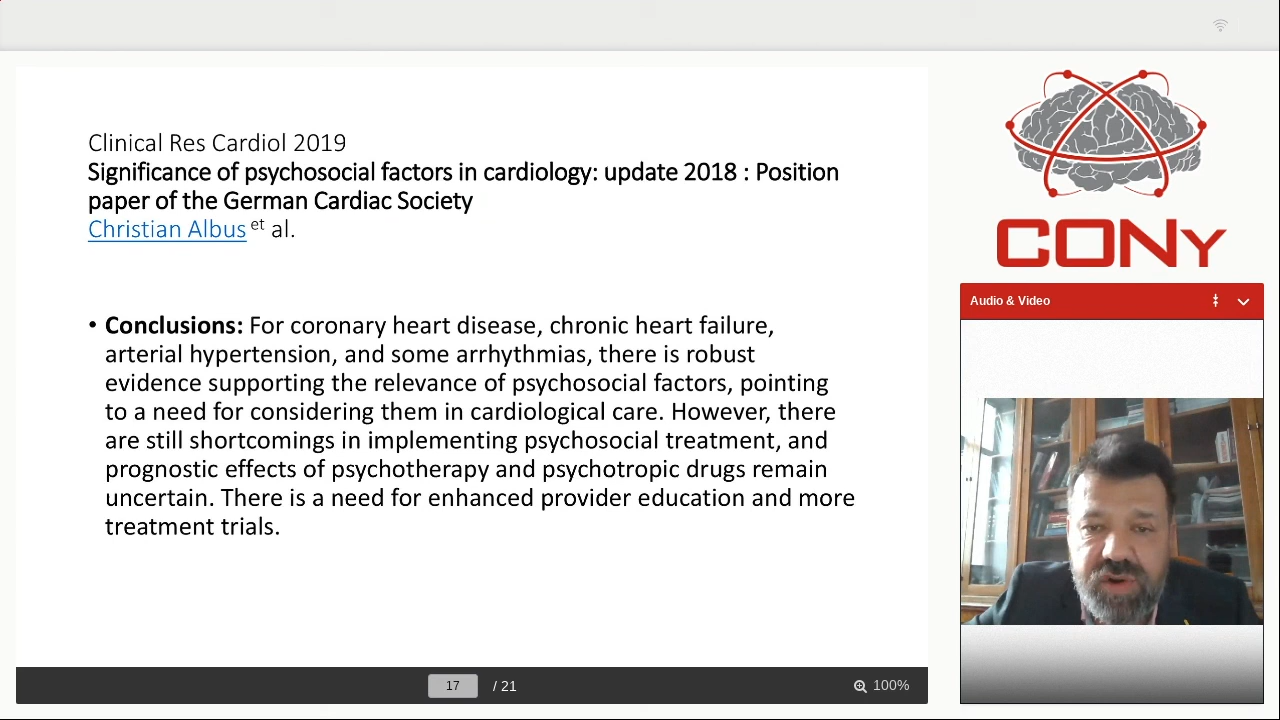 Clinical Res Cardiol 2019
Significance of psychosocial factors in cardiology: update 2018 : Position
paper of the German Cardiac Society
Christian Albus et al.
• Conclusions: For coronary heart disease, chronic heart failure,
arterial hypertension, and some arrhythmias, there is robust
evidence supporting the relevance of psychosocial factors, pointing
to a need for considering them in cardiological care. However, there
are still shortcomings in implementing psychosocial treatment, and
prognostic effects of psychotherapy and psychotropic drugs remain
uncertain. There is a need for enhanced provider education and more
treatment trials.
17 / 21
100%
CONy
Audio & Video